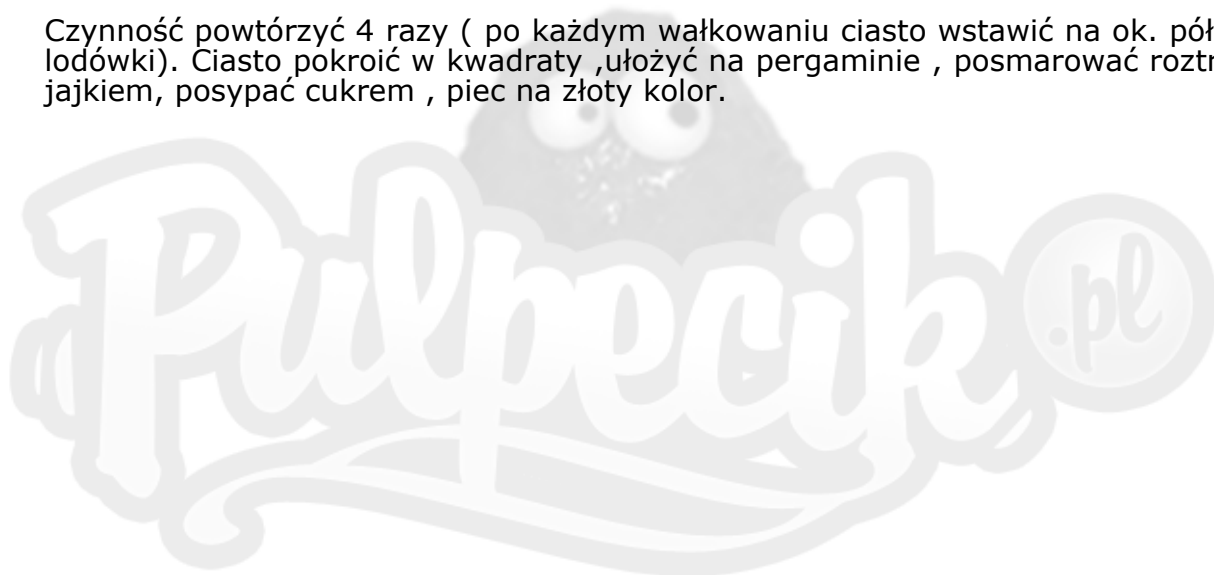 Czynność powtórzyć 4 razy ( po każdym wałkowaniu ciasto wstawić na ok. pół
lodówki). Ciasto pokroić w kwadraty ,ułożyć na pergaminie , posmarować
jajkiem, posypać cukrem , piec na złoty kolor.
Pulpecik.pl